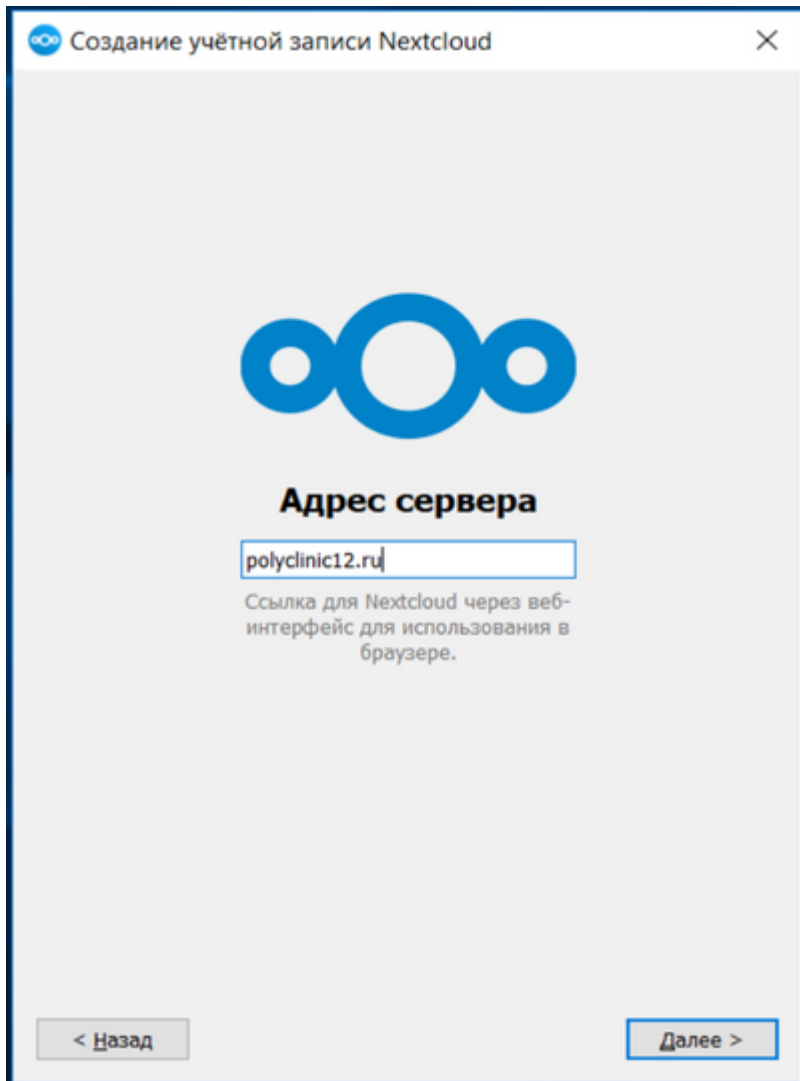 Создание учётной записи Nextcloud
Адрес сервера
polyclinic12.ru
Ссылка для Nextcloud через веб-
интерфейс для использования в
браузере.
< Назад
Далее >